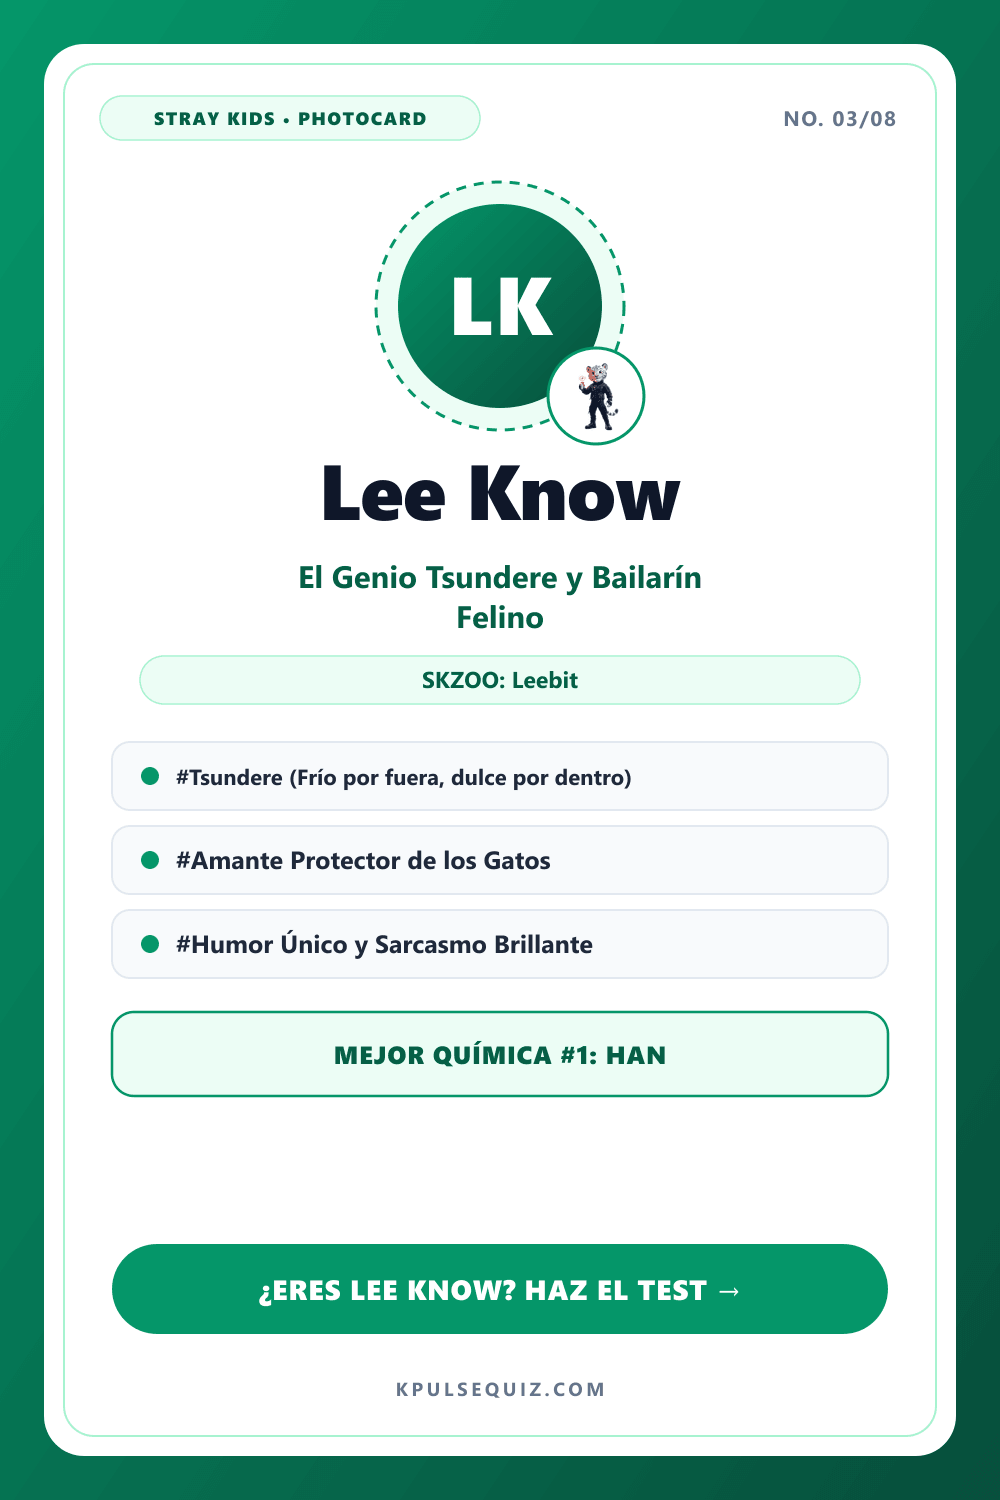 STRAY KIDS • PHOTOCARD
NO. 03/08
LK
Lee Know
El Genio Tsundere y Bailarín
Felino
SKZOO: Leebit
#Tsundere (Frío por fuera, dulce por dentro)
#Amante Protector de los Gatos
#Humor Único y Sarcasmo Brillante
MEJOR QUÍMICA #1: HAN
¿ERES LEE KNOW? HAZ EL TEST →
KPULSEQUIZ.COM